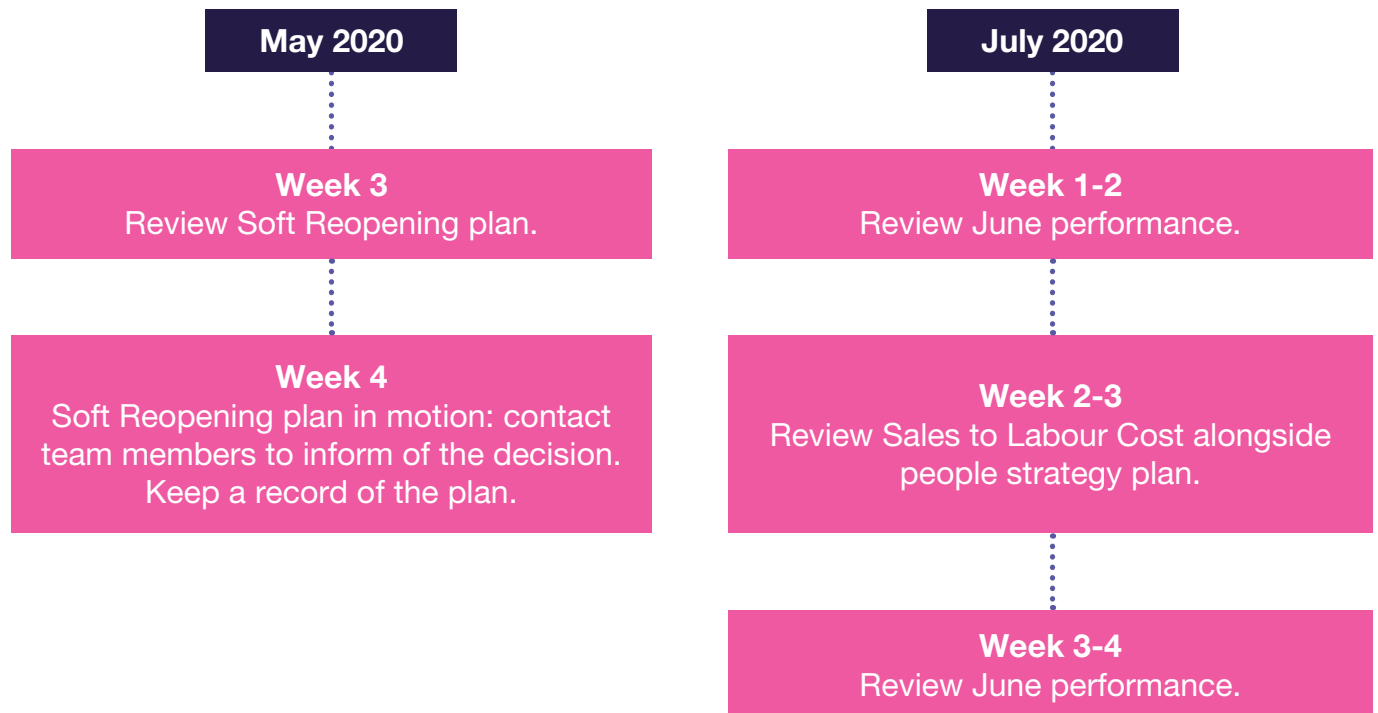 May 2020
Week 3
Review Soft Reopening plan.
Week 4
Soft Reopening plan in motion: contact
team members to inform of the decision.
Keep a record of the plan.
July 2020
Week 1-2
Review June performance.
Week 2-3
Review Sales to Labour Cost alongside
people strategy plan.
Week 3-4
Review June performance.